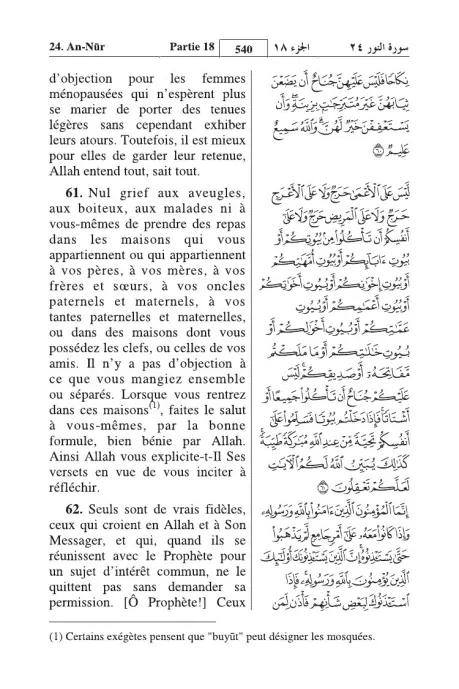 24. An-Nūr Partie 18 540 الجزء ١٨ سورة النور ٢٤
d'objection pour les femmes
ménopausées qui n'espèrent plus
se marier de porter des tenues
légères sans cependant exhiber
leurs atours. Toutefois, il est mieux
pour elles de garder leur retenue,
Allah entend tout, sait tout.
61. Nul grief aux aveugles,
aux boiteux, aux malades ni à
vous-mêmes de prendre des repas
dans les maisons qui vous
appartiennent ou qui appartiennent
à vos pères, à vos mères, à vos
frères et sœurs, à vos oncles
paternels et maternels, à vos
tantes paternelles et maternelles,
ou dans des maisons dont vous
possédez les clefs, ou celles de vos
amis. Il n'y a pas d'objection à
ce que vous mangiez ensemble
ou séparés. Lorsque vous rentrez
dans ces maisons(1), faites le salut
à vous-mêmes, par la bonne
formule, bien bénie par Allah.
Ainsi Allah vous explicite-t-Il Ses
versets en vue de vous inciter à
réfléchir.
62. Seuls sont de vrais fidèles,
ceux qui croient en Allah et à Son
Messager, et qui, quand ils se
réunissent avec le Prophète pour
un sujet d'intérêt commun, ne le
quittent pas sans demander sa
permission. [Ô Prophète!] Ceux
نِكَاحًا فَلَيْسَ عَلَيْهِنَّ جُنَاحٌ أَن يَضَعْنَ
ثِيَابَهُنَّ غَيْرَ مُتَبَرِّجَٰتٍۭ بِزِينَةٍ ۖ وَأَن
يَسْتَعْفِفْنَ خَيْرٌ لَّهُنَّ ۗ وَٱللَّهُ سَمِيعٌ
عَلِيمٌ ٦٠
لَّيْسَ عَلَى ٱلْأَعْمَىٰ حَرَجٌ وَلَا عَلَى ٱلْأَعْرَجِ
حَرَجٌ وَلَا عَلَى ٱلْمَرِيضِ حَرَجٌ وَلَا عَلَىٰٓ
أَنفُسِكُمْ أَن تَأْكُلُوا۟ مِنۢ بُيُوتِكُمْ أَوْ
بُيُوتِ ءَابَآئِكُمْ أَوْ بُيُوتِ أُمَّهَٰتِكُمْ
أَوْ بُيُوتِ إِخْوَٰنِكُمْ أَوْ بُيُوتِ أَخَوَٰتِكُمْ
أَوْ بُيُوتِ أَعْمَٰمِكُمْ أَوْ بُيُوتِ
عَمَّٰتِكُمْ أَوْ بُيُوتِ أَخْوَٰلِكُمْ أَوْ
بُيُوتِ خَٰلَٰتِكُمْ أَوْ مَا مَلَكْتُم
مَّفَاتِحَهُۥٓ أَوْ صَدِيقِكُمْ ۚ لَيْسَ
عَلَيْكُمْ جُنَاحٌ أَن تَأْكُلُوا۟ جَمِيعًا أَوْ
أَشْتَاتًا ۚ فَإِذَا دَخَلْتُم بُيُوتًا فَسَلِّمُوا۟ عَلَىٰٓ
أَنفُسِكُمْ تَحِيَّةً مِّنْ عِندِ ٱللَّهِ مُبَٰرَكَةً طَيِّبَةً ۚ
كَذَٰلِكَ يُبَيِّنُ ٱللَّهُ لَكُمُ ٱلْءَايَٰتِ
لَعَلَّكُمْ تَعْقِلُونَ ٦١
إِنَّمَا ٱلْمُؤْمِنُونَ ٱلَّذِينَ ءَامَنُوا۟ بِٱللَّهِ وَرَسُولِهِۦ
وَإِذَا كَانُوا۟ مَعَهُۥ عَلَىٰٓ أَمْرٍ جَامِعٍ لَّمْ يَذْهَبُوا۟
حَتَّىٰ يَسْتَـْٔذِنُوهُ ۚ إِنَّ ٱلَّذِينَ يَسْتَـْٔذِنُونَكَ أُو۟لَٰٓئِكَ
ٱلَّذِينَ يُؤْمِنُونَ بِٱللَّهِ وَرَسُولِهِۦ ۚ فَإِذَا
ٱسْتَـْٔذَنُوكَ لِبَعْضِ شَأْنِهِمْ فَأْذَن لِّمَن
(1) Certains exégètes pensent que "buyūt" peut désigner les mosquées.